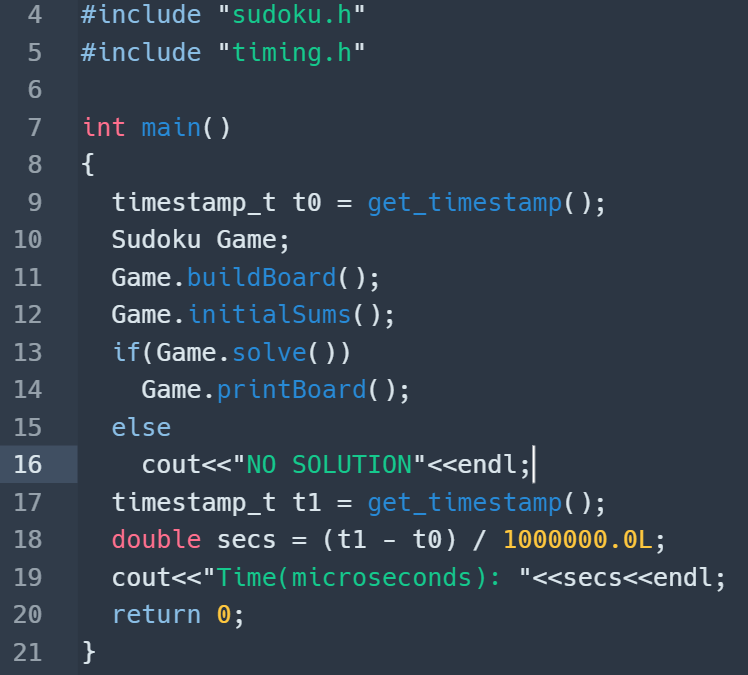 4 #include "sudoku.h"
5 #include "timing.h"
6
7 int main()
8 {
9   timestamp_t t0 = get_timestamp();
10   Sudoku Game;
11   Game.buildBoard();
12   Game.initialSums();
13   if(Game.solve())
14     Game.printBoard();
15   else
16     cout<<"NO SOLUTION"<<endl;
17   timestamp_t t1 = get_timestamp();
18   double secs = (t1 - t0) / 1000000.0L;
19   cout<<"Time(microseconds): "<<secs<<endl;
20   return 0;
21 }